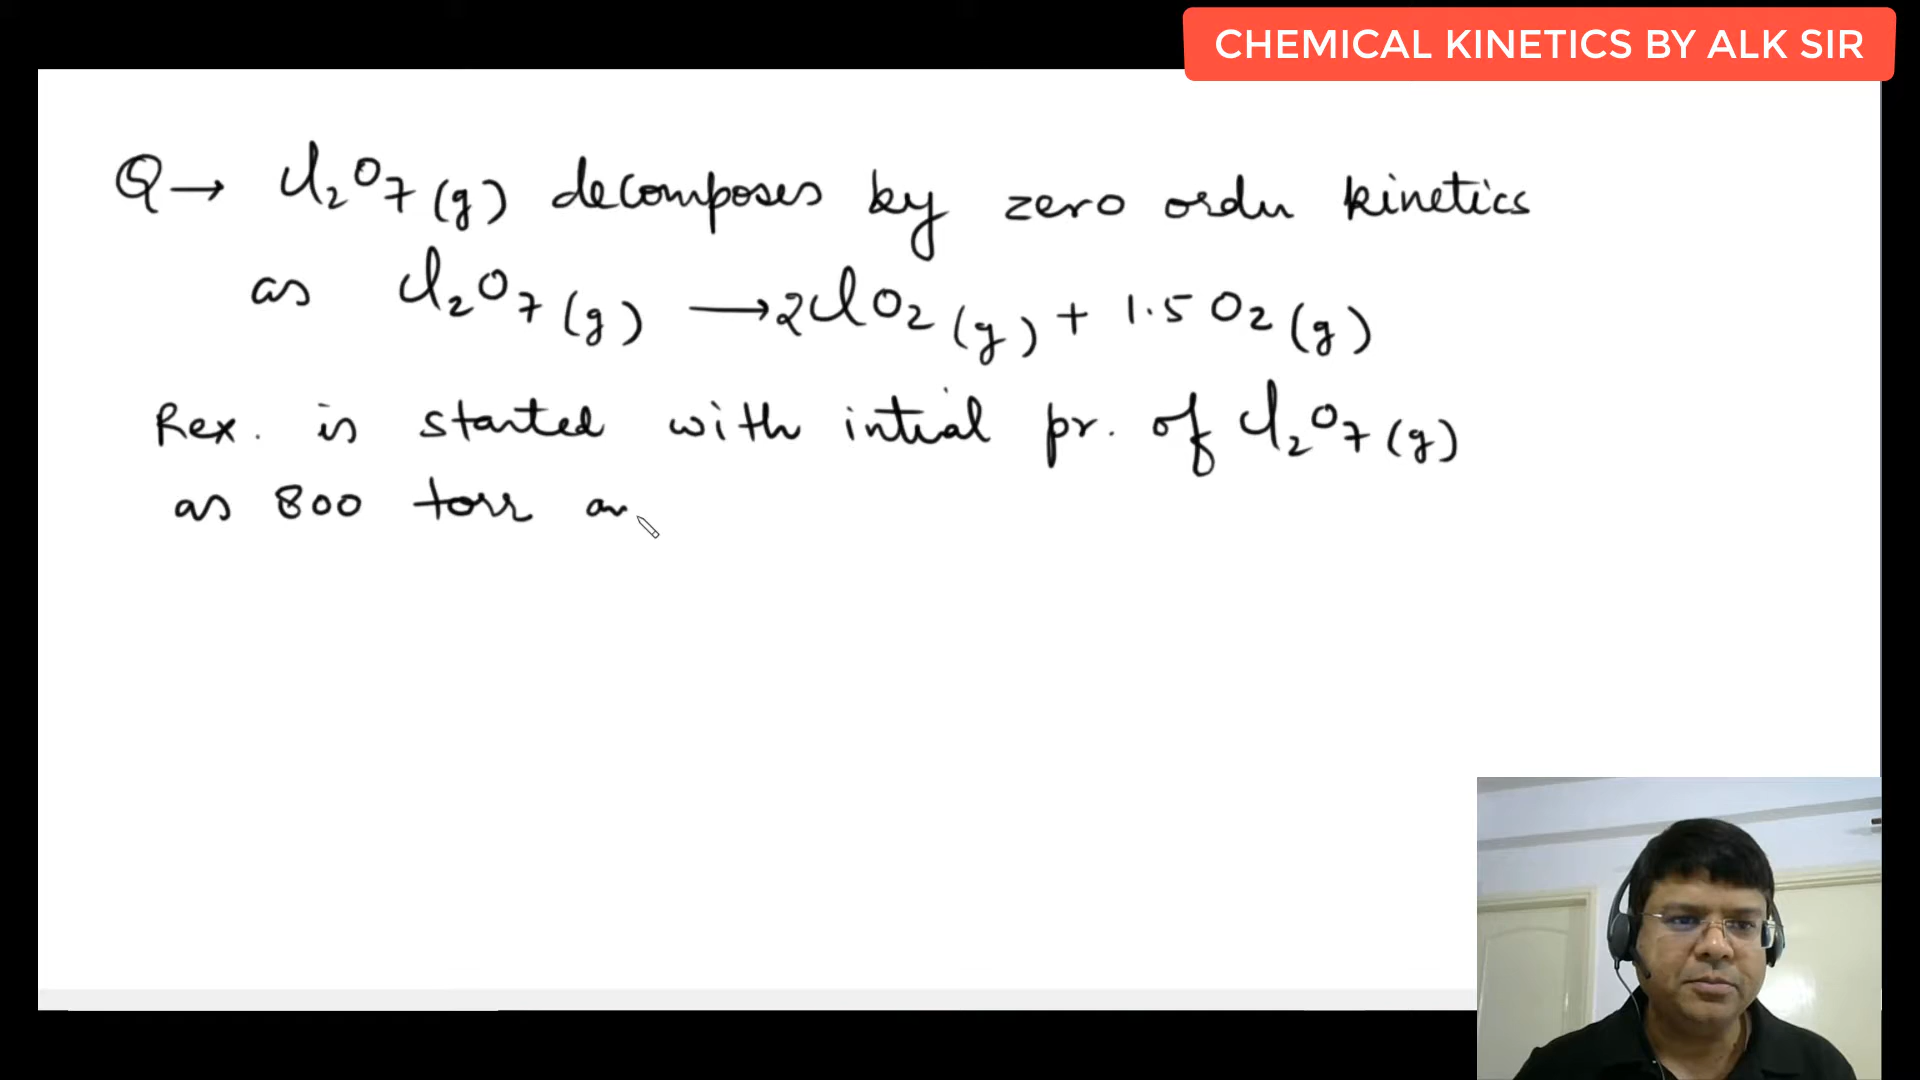 CHEMICAL KINETICS BY ALK SIR
Q → Cl₂O₇(g) decomposes by zero order kinetics
as Cl₂O₇(g) ⟶ 2ClO₂(g) + 1.5 O₂(g)
Rex. is started with intial pr. of Cl₂O₇(g)
as 800 torr an